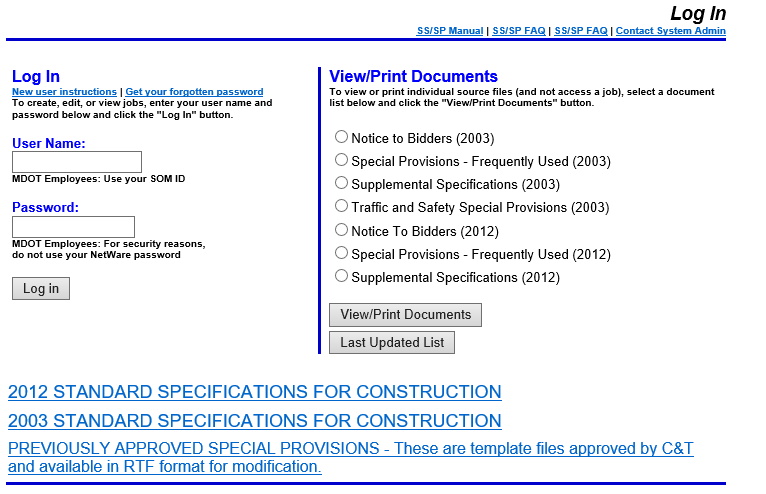 Log In
SS/SP Manual | SS/SP FAQ | SS/SP FAQ | Contact System Admin
Log In
New user instructions | Get your forgotten password
To create, edit, or view jobs, enter your user name and
password below and click the "Log In" button.
User Name:
MDOT Employees: Use your SOM ID
Password:
MDOT Employees: For security reasons,
do not use your NetWare password
Log in
View/Print Documents
To view or print individual source files (and not access a job), select a document
list below and click the "View/Print Documents" button.
Notice to Bidders (2003)
Special Provisions - Frequently Used (2003)
Supplemental Specifications (2003)
Traffic and Safety Special Provisions (2003)
Notice To Bidders (2012)
Special Provisions - Frequently Used (2012)
Supplemental Specifications (2012)
View/Print Documents
Last Updated List
2012 STANDARD SPECIFICATIONS FOR CONSTRUCTION
2003 STANDARD SPECIFICATIONS FOR CONSTRUCTION
PREVIOUSLY APPROVED SPECIAL PROVISIONS - These are template files approved by C&T
and available in RTF format for modification.